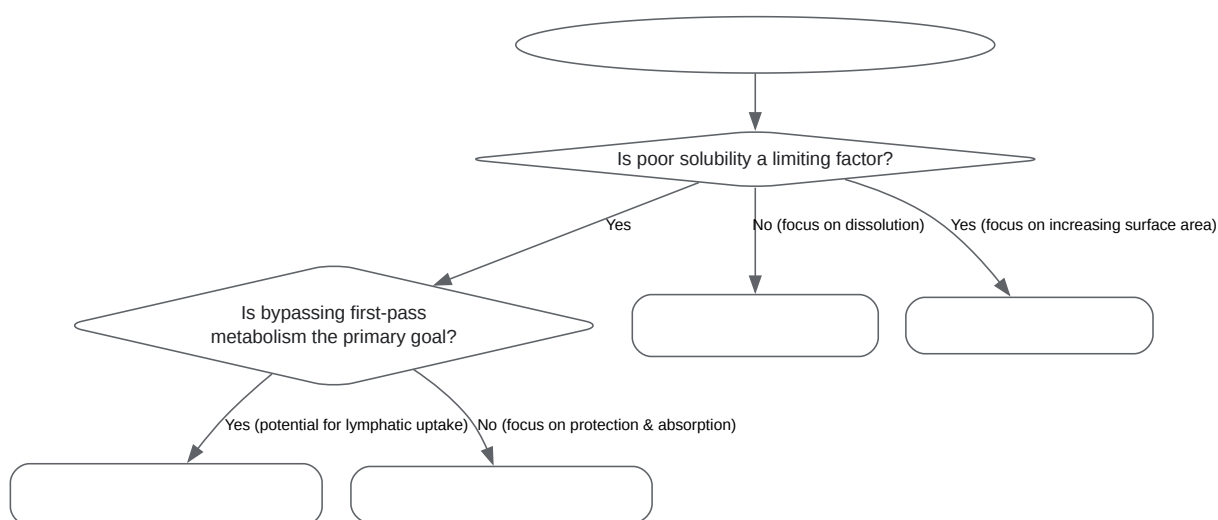 Is poor solubility a limiting factor?
Yes
No (focus on dissolution)
Yes (focus on increasing surface area)
Is bypassing first-pass
metabolism the primary goal?
Yes (potential for lymphatic uptake)
No (focus on protection & absorption)